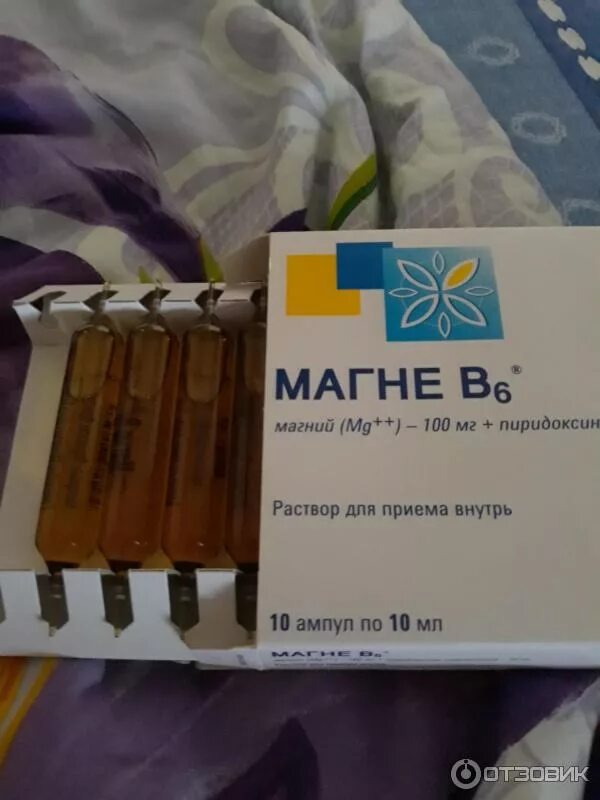 МАГНЕ B6®
магний (Mg++) – 100 мг + пиридоксин
Раствор для приема внутрь
10 ампул по 10 мл
МАГНЕ B6
ОТЗОВИК